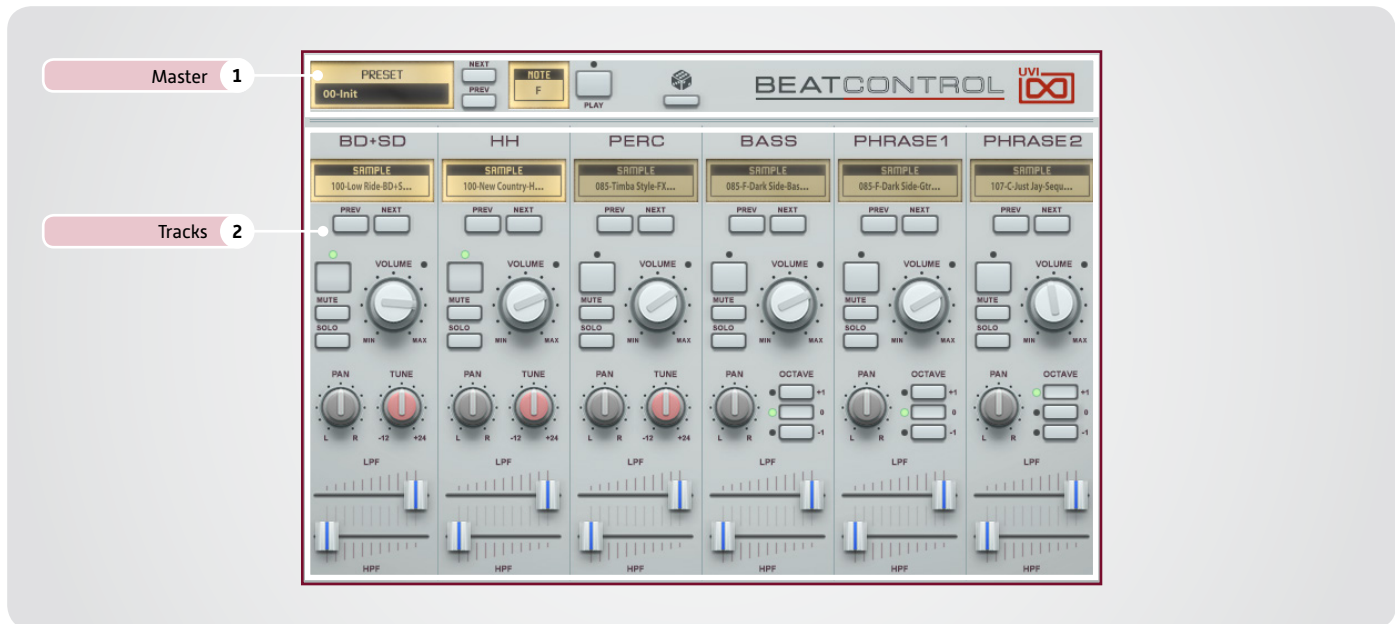 Master 1
PRESET
00-Init
NEXT
PREV
NOTE
F
PLAY
BEATCONTROL
UVI
BD+SD HH PERC BASS PHRASE1 PHRASE2
SAMPLE SAMPLE SAMPLE SAMPLE SAMPLE SAMPLE
100-Low Ride-BD+S... 100-New Country-H... 085-Timba Style-FX... 085-F-Dark Side-Bas... 085-F-Dark Side-Gtr... 107-C-Just Jay-Sequ...
PREV NEXT PREV NEXT PREV NEXT PREV NEXT PREV NEXT PREV NEXT
Tracks 2
VOLUME VOLUME VOLUME VOLUME VOLUME VOLUME
MUTE MUTE MUTE MUTE MUTE MUTE
SOLO SOLO SOLO SOLO SOLO SOLO
MIN MAX MIN MAX MIN MAX MIN MAX MIN MAX MIN MAX
PAN TUNE PAN TUNE PAN TUNE PAN OCTAVE PAN OCTAVE PAN OCTAVE
+1 +1 +1
0 0 0
L R -12 +24 L R -12 +24 L R -12 +24 L R -1 L R -1 L R -1
LPF LPF LPF LPF LPF LPF
HPF HPF HPF HPF HPF HPF